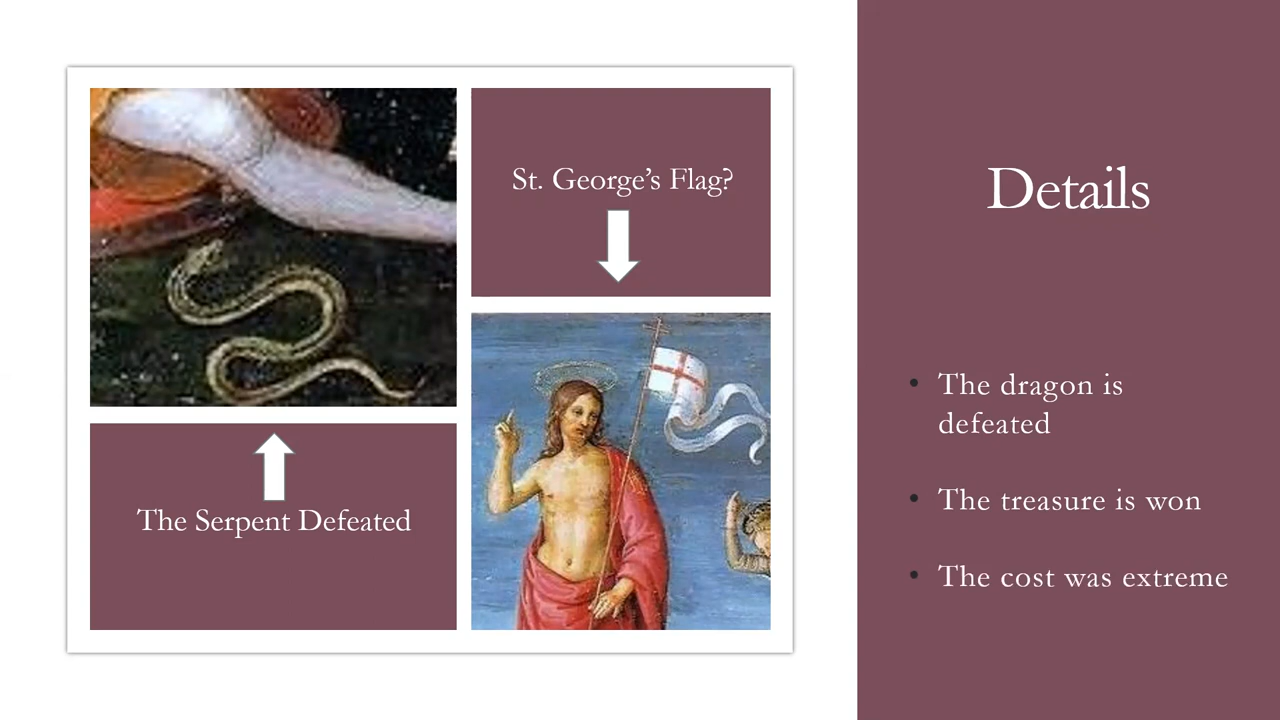 St. George’s Flag?
The Serpent Defeated
Details
• The dragon is
defeated
• The treasure is won
• The cost was extreme